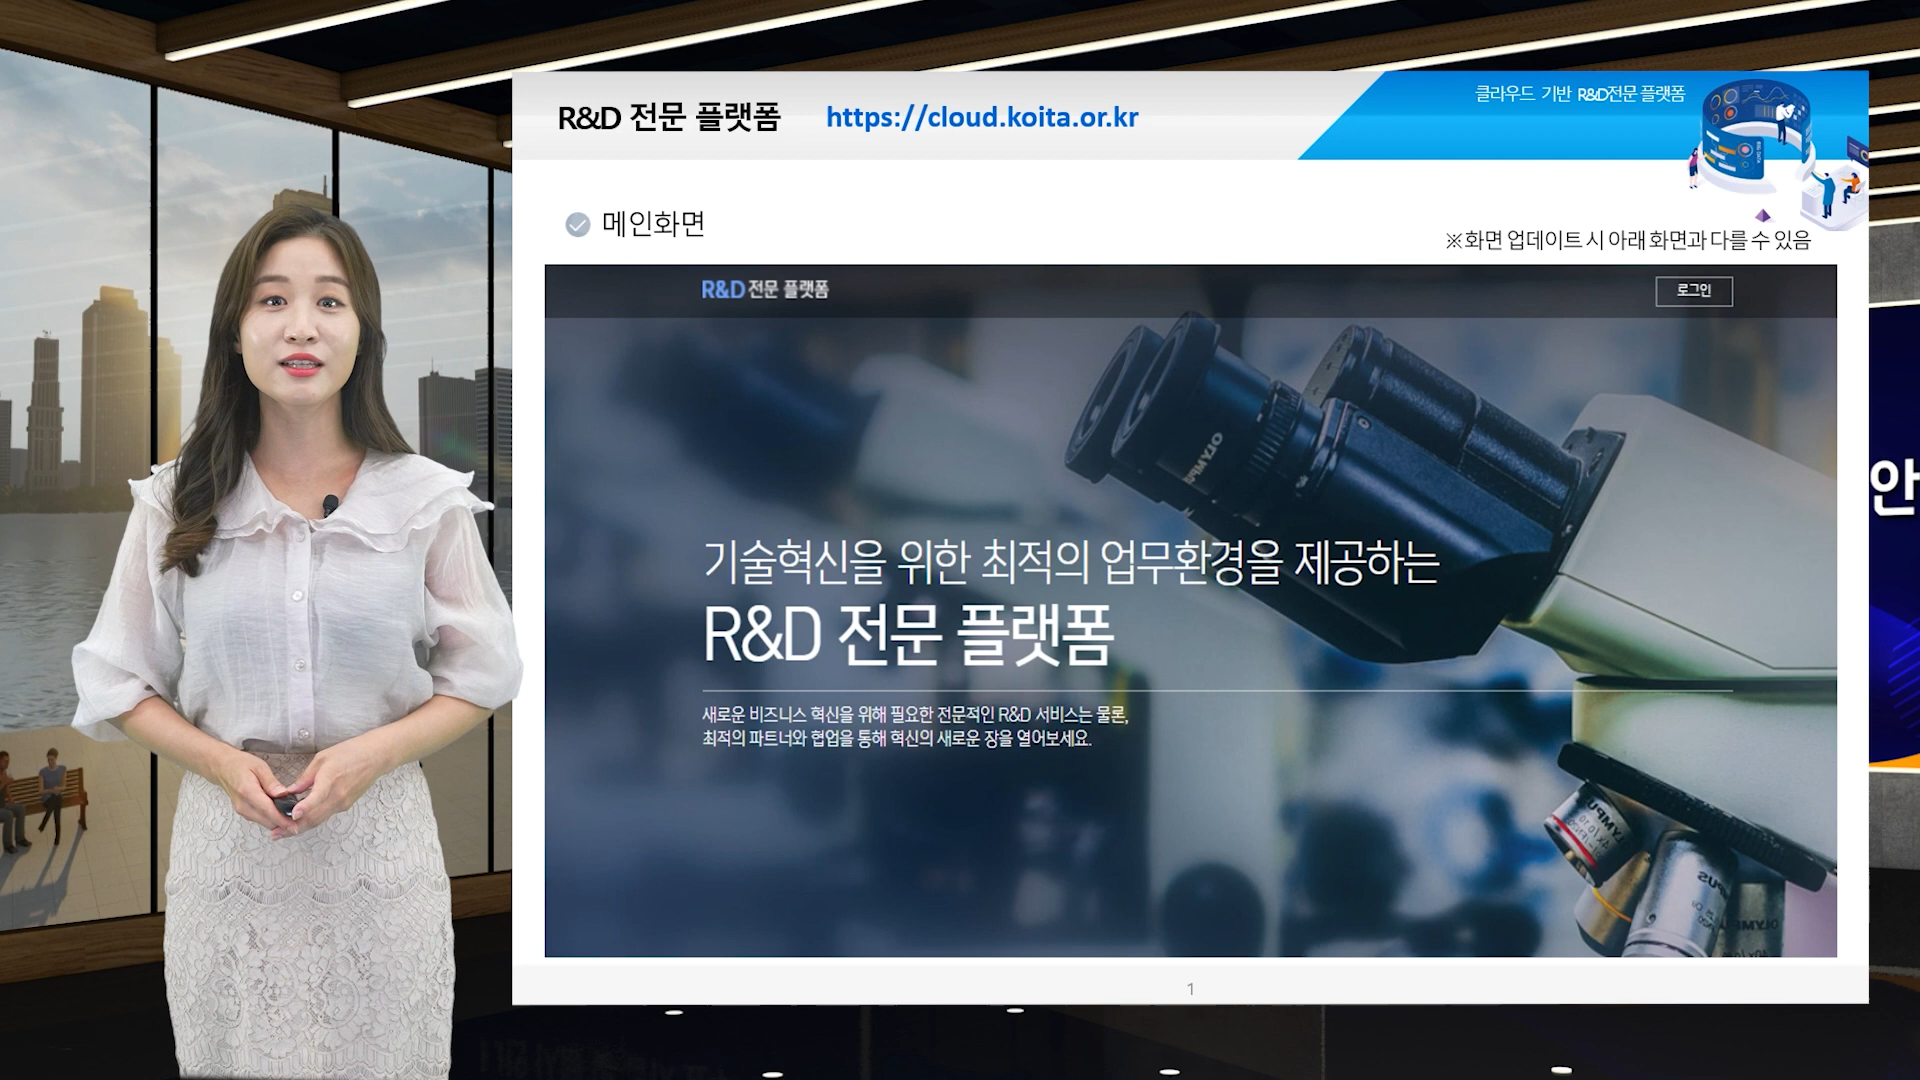 R&D 전문 플랫폼 https://cloud.koita.or.kr
클라우드 기반 R&D전문 플랫폼
메인화면
※화면 업데이트 시 아래 화면과 다를 수 있음
R&D 전문 플랫폼
로그인
기술혁신을 위한 최적의 업무환경을 제공하는
R&D 전문 플랫폼
새로운 비즈니스 혁신을 위해 필요한 전문적인 R&D 서비스는 물론,
최적의 파트너와 협업을 통해 혁신의 새로운 장을 열어보세요.
안
OLYMPUS
1